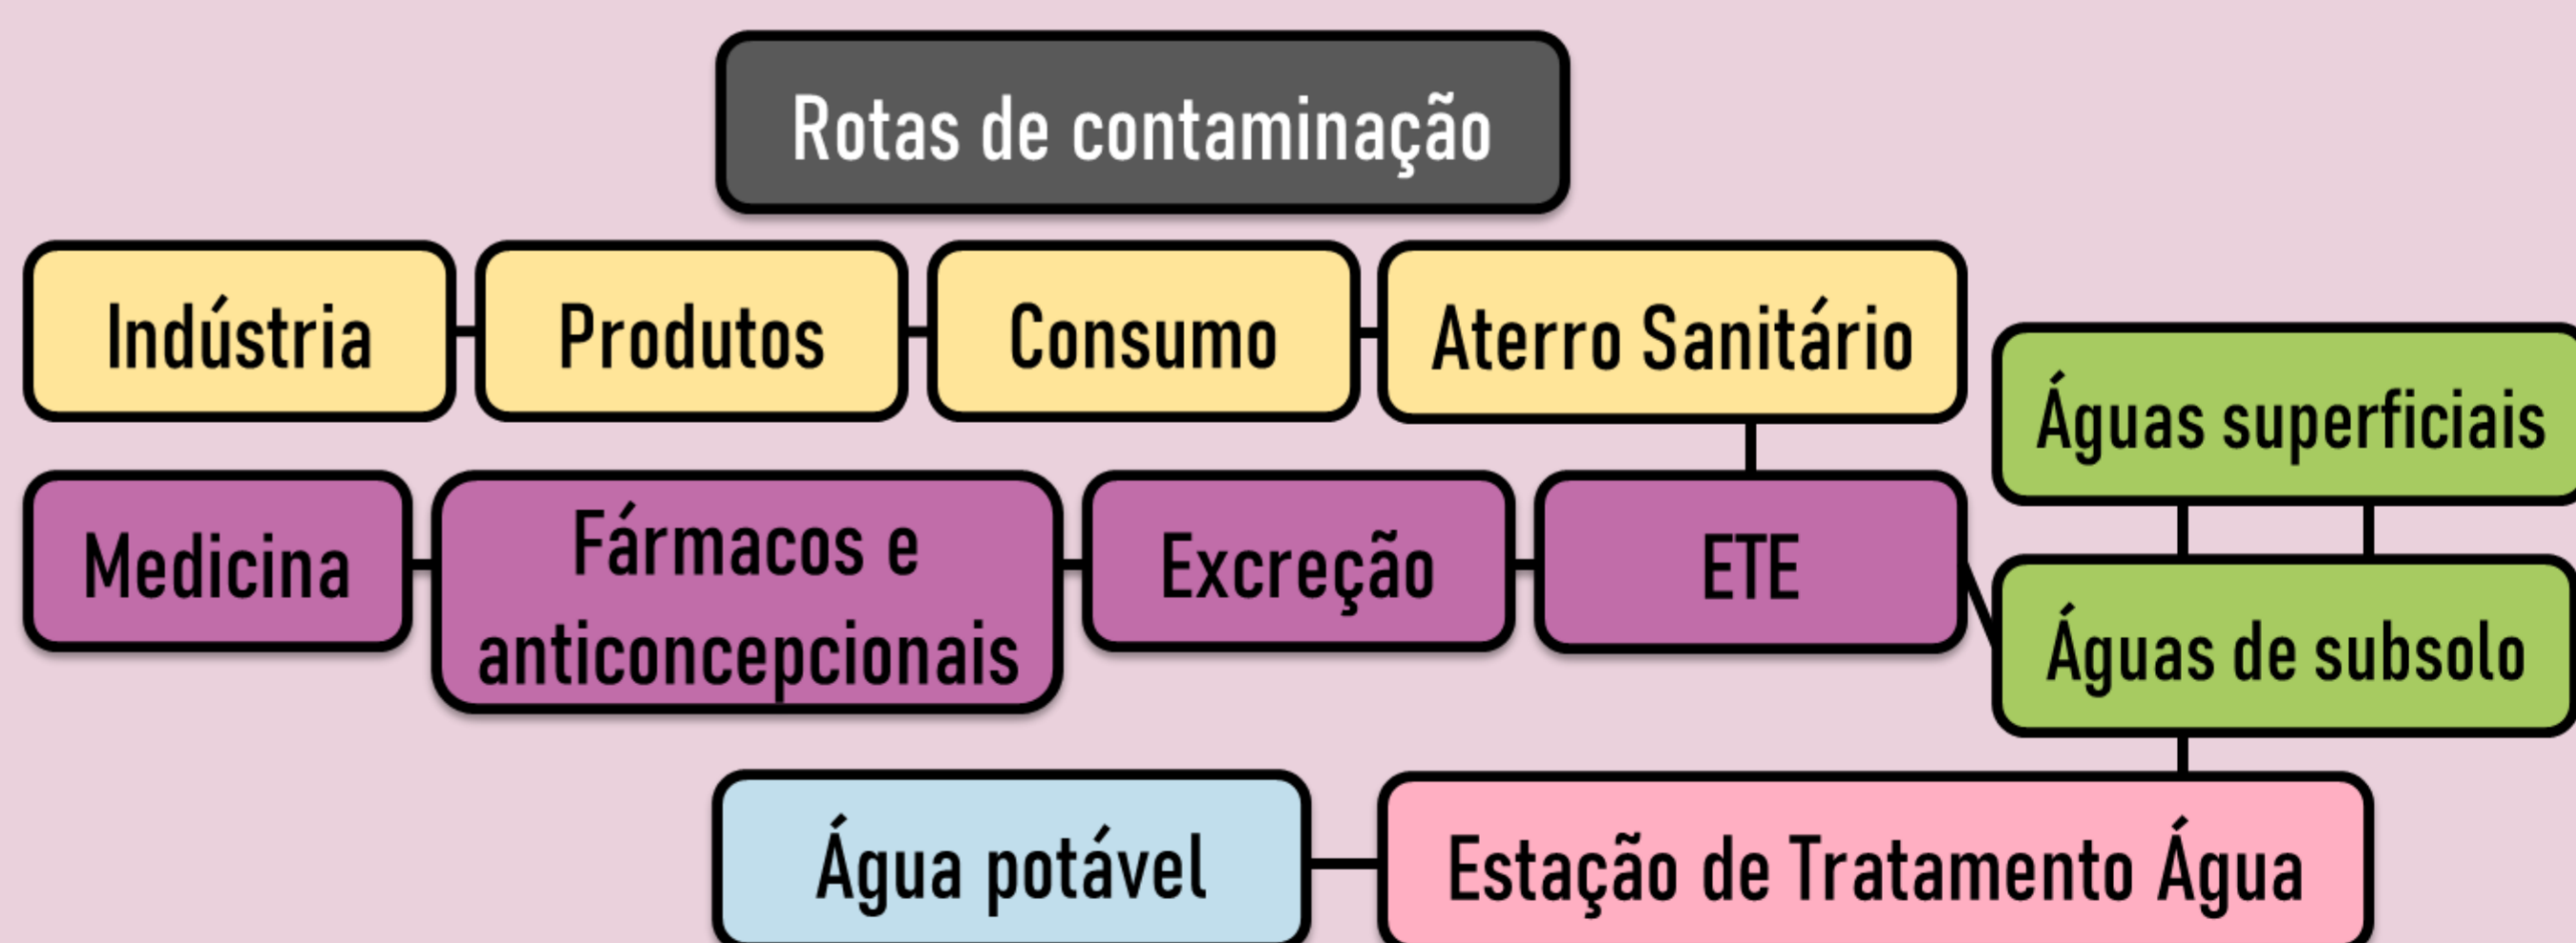 Rotas de contaminação
Indústria
Produtos
Consumo
Aterro Sanitário
Águas superficiais
Medicina
Fármacos e
anticoncepcionais
Excreção
ETE
Águas de subsolo
Água potável
Estação de Tratamento Água